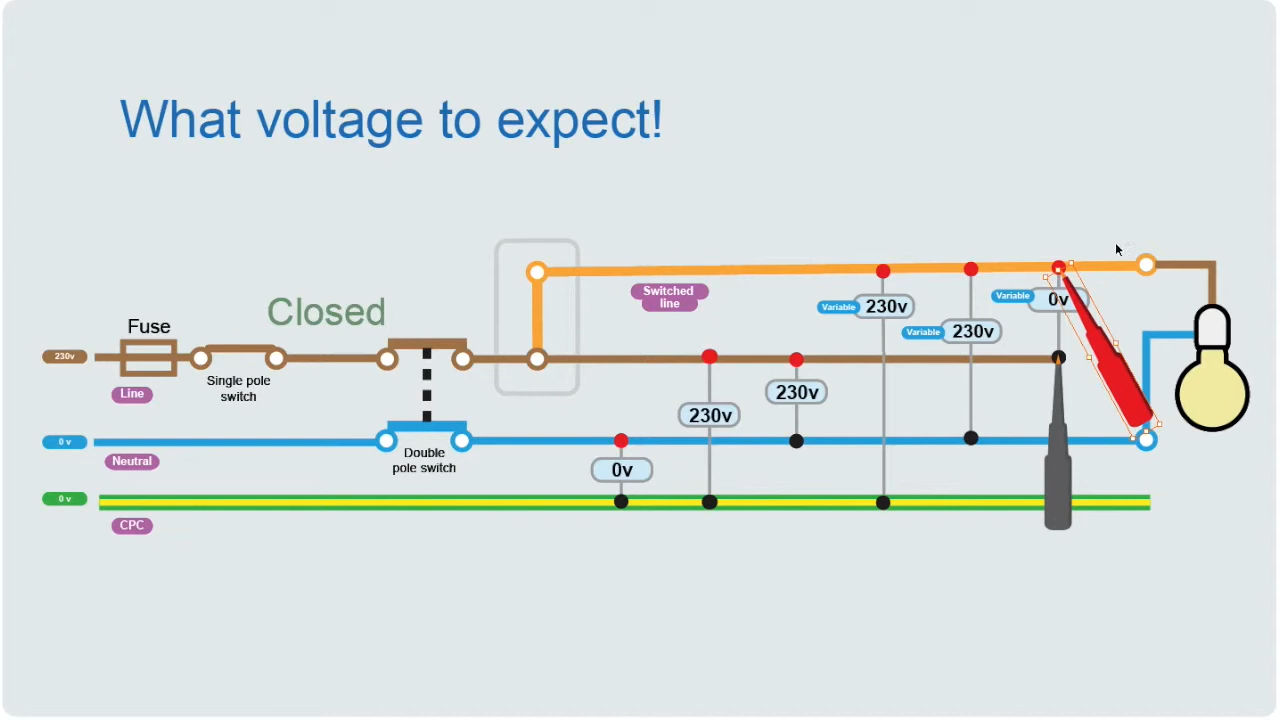 What voltage to expect!
Switched
line
Variable
230v
Variable
230v
Variable
0v
Closed
Fuse
230v
Line
Single pole
switch
230v
230v
0 v
Neutral
Double
pole switch
0v
0 v
CPC